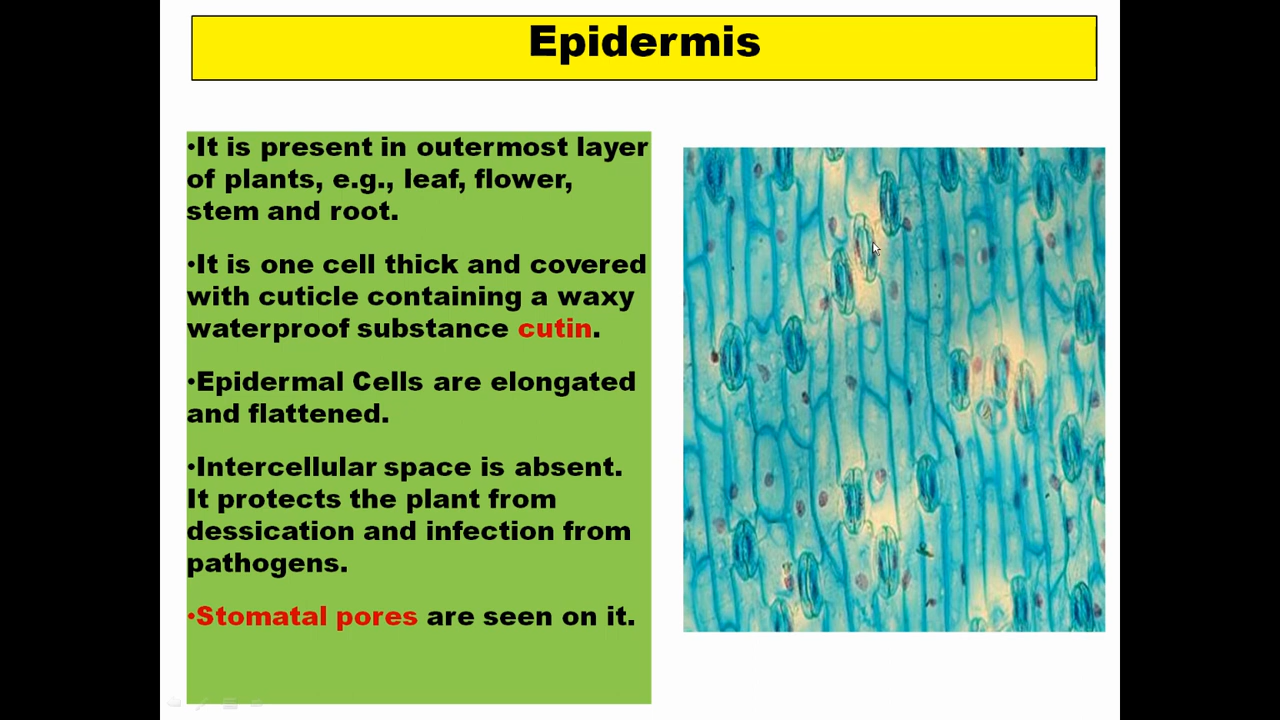 Epidermis
•It is present in outermost layer
of plants, e.g., leaf, flower,
stem and root.
•It is one cell thick and covered
with cuticle containing a waxy
waterproof substance cutin.
•Epidermal Cells are elongated
and flattened.
•Intercellular space is absent.
It protects the plant from
dessication and infection from
pathogens.
•Stomatal pores are seen on it.